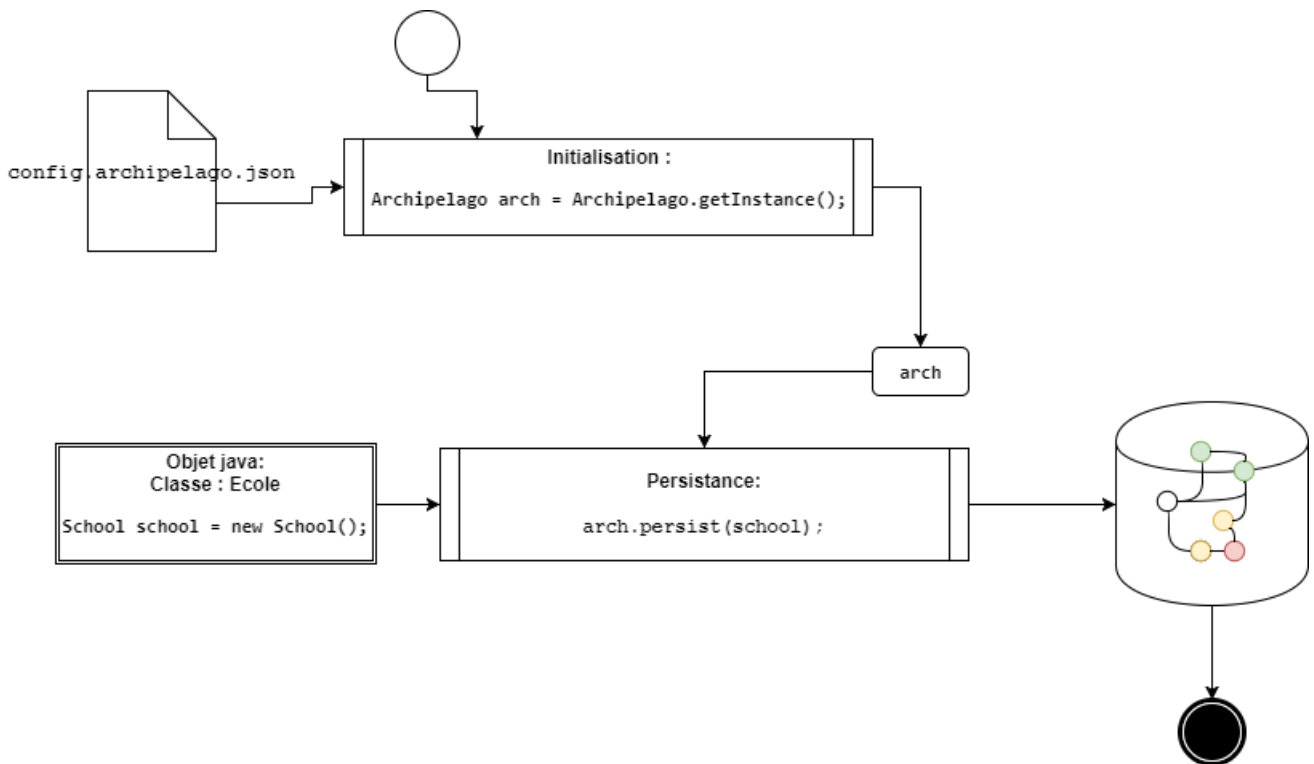 config.archipelago.json
Initialisation :
Archipelago arch = Archipelago.getInstance();
arch
Objet java:
Classe : Ecole
School school = new School();
Persistance:
arch.persist(school);